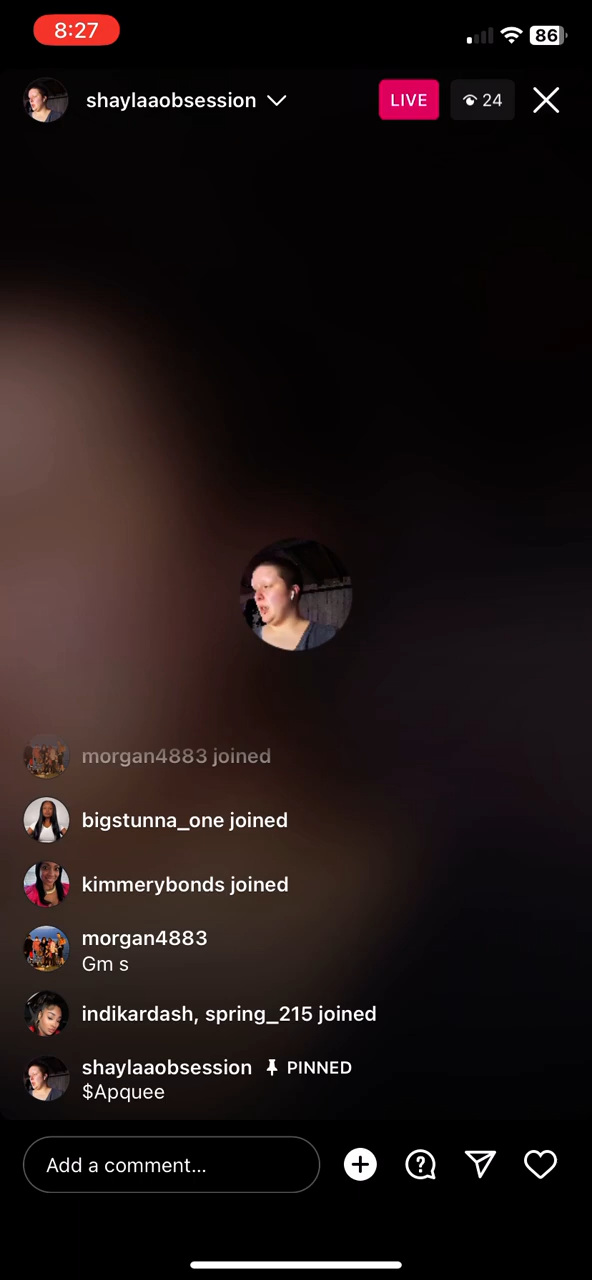 8:27
86
shaylaaobsession
LIVE
24
morgan4883 joined
bigstunna_one joined
kimmerybonds joined
morgan4883
Gm s
indikardash, spring_215 joined
shaylaaobsession PINNED
$Apquee
Add a comment...